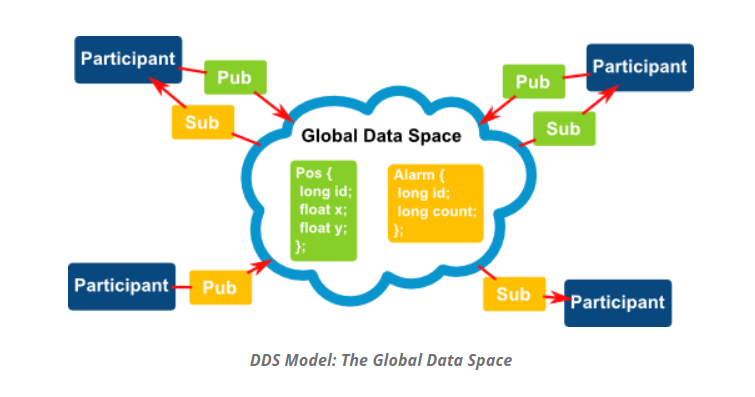 Participant
Pub
Sub
Participant
Pub
Sub
Global Data Space
Pos {
long id;
float x;
float y;
};
Alarm {
long id;
long count;
};
Participant
Pub
Sub
Participant
DDS Model: The Global Data Space